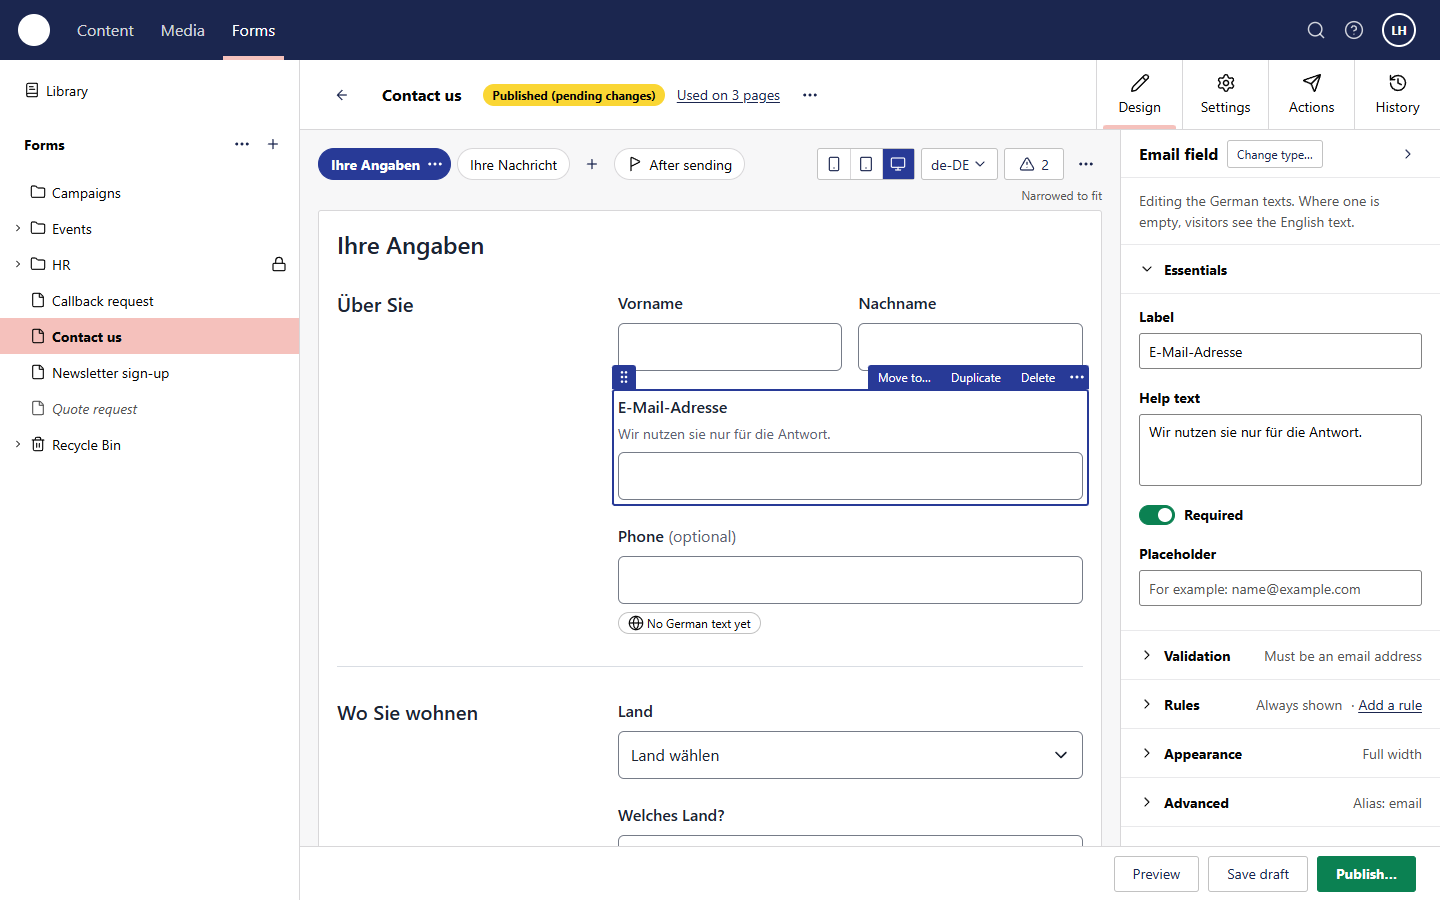 Content
Media
Forms
LH
Library
Forms
Campaigns
Events
HR
Callback request
Contact us
Newsletter sign-up
Quote request
Recycle Bin
Contact us
Published (pending changes)
Used on 3 pages
Design
Settings
Actions
History
Ihre Angaben
Ihre Nachricht
After sending
de-DE
2
Narrowed to fit
Ihre Angaben
Über Sie
Vorname
Nachname
Move to...
Duplicate
Delete
E-Mail-Adresse
Wir nutzen sie nur für die Antwort.
Phone (optional)
No German text yet
Wo Sie wohnen
Land
Land wählen
Welches Land?
Email field
Change type...
Editing the German texts. Where one is
empty, visitors see the English text.
Essentials
Label
E-Mail-Adresse
Help text
Wir nutzen sie nur für die Antwort.
Required
Placeholder
For example: name@example.com
Validation
Must be an email address
Rules
Always shown · Add a rule
Appearance
Full width
Advanced
Alias: email
Preview
Save draft
Publish...